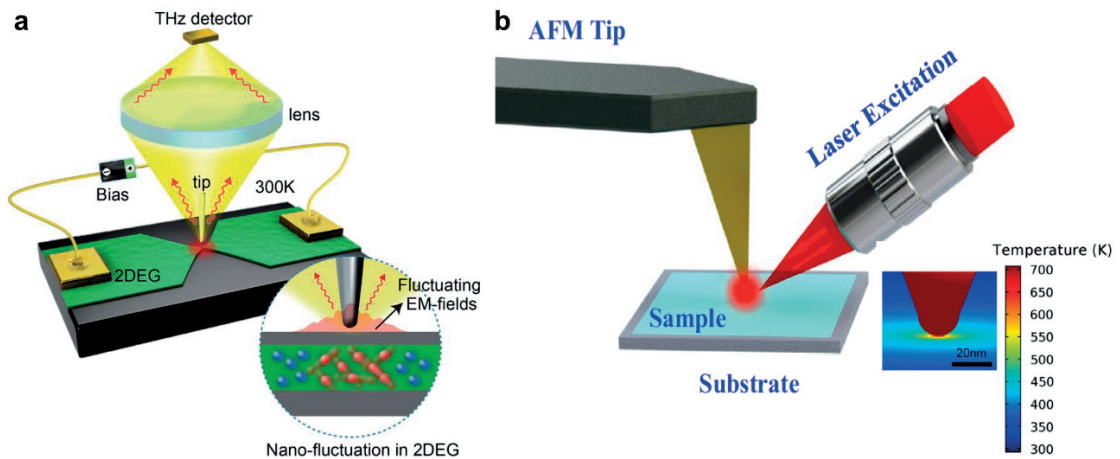 a
THz detector
lens
Bias
tip
300K
2DEG
Fluctuating
EM-fields
Nano-fluctuation in 2DEG
b
AFM Tip
Laser Excitation
Sample
Substrate
20nm
Temperature (K)
700
650
600
550
500
450
400
350
300